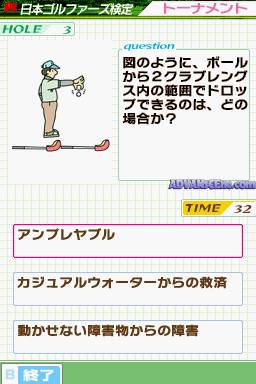 日本ゴルファーズ検定
トーナメント
HOLE 3
question
図のように、ボール
から2クラブレング
ス内の範囲でドロッ
プできるのは、どの
場合か？
ADVANSCENE.COM
TIME 32
アンプレヤブル
カジュアルウォーターからの救済
動かせない障害物からの障害
B 終了